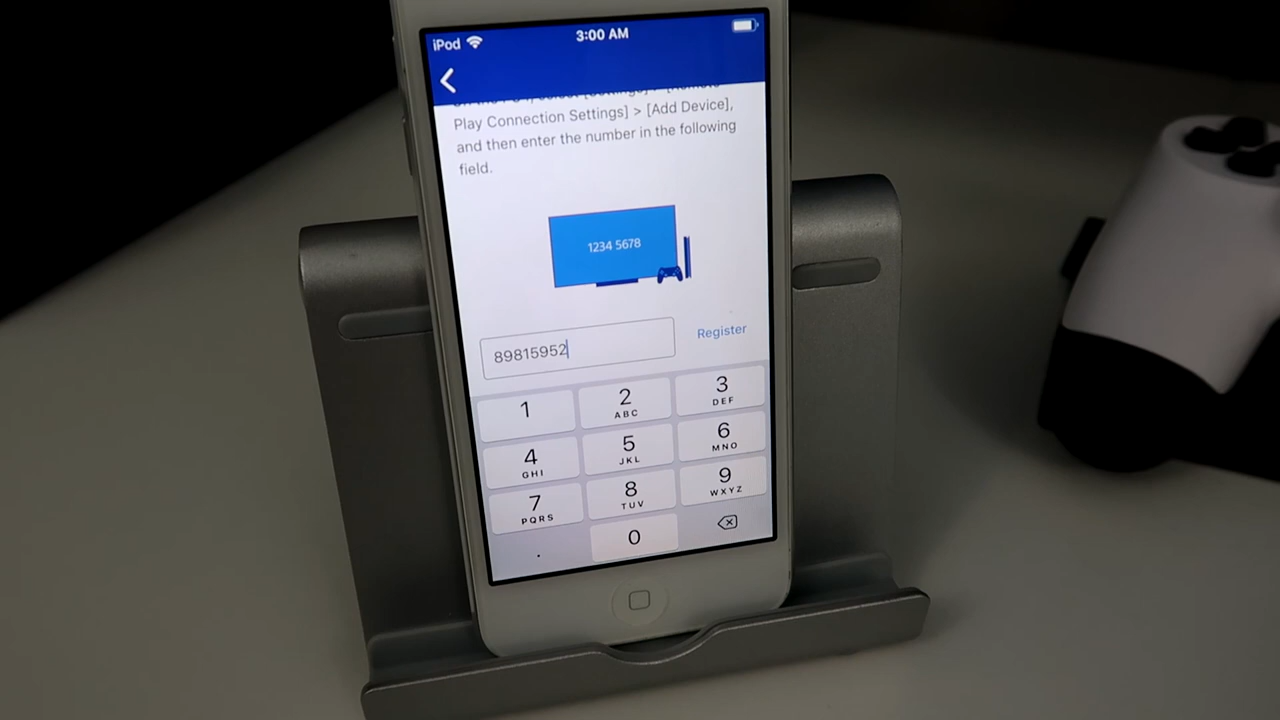 iPod 3:00 AM
Play Connection Settings] > [Add Device],
and then enter the number in the following
field.
1234 5678
89815952 Register
1 2 ABC 3 DEF
4 GHI 5 JKL 6 MNO
7 PQRS 8 TUV 9 WXYZ
. 0